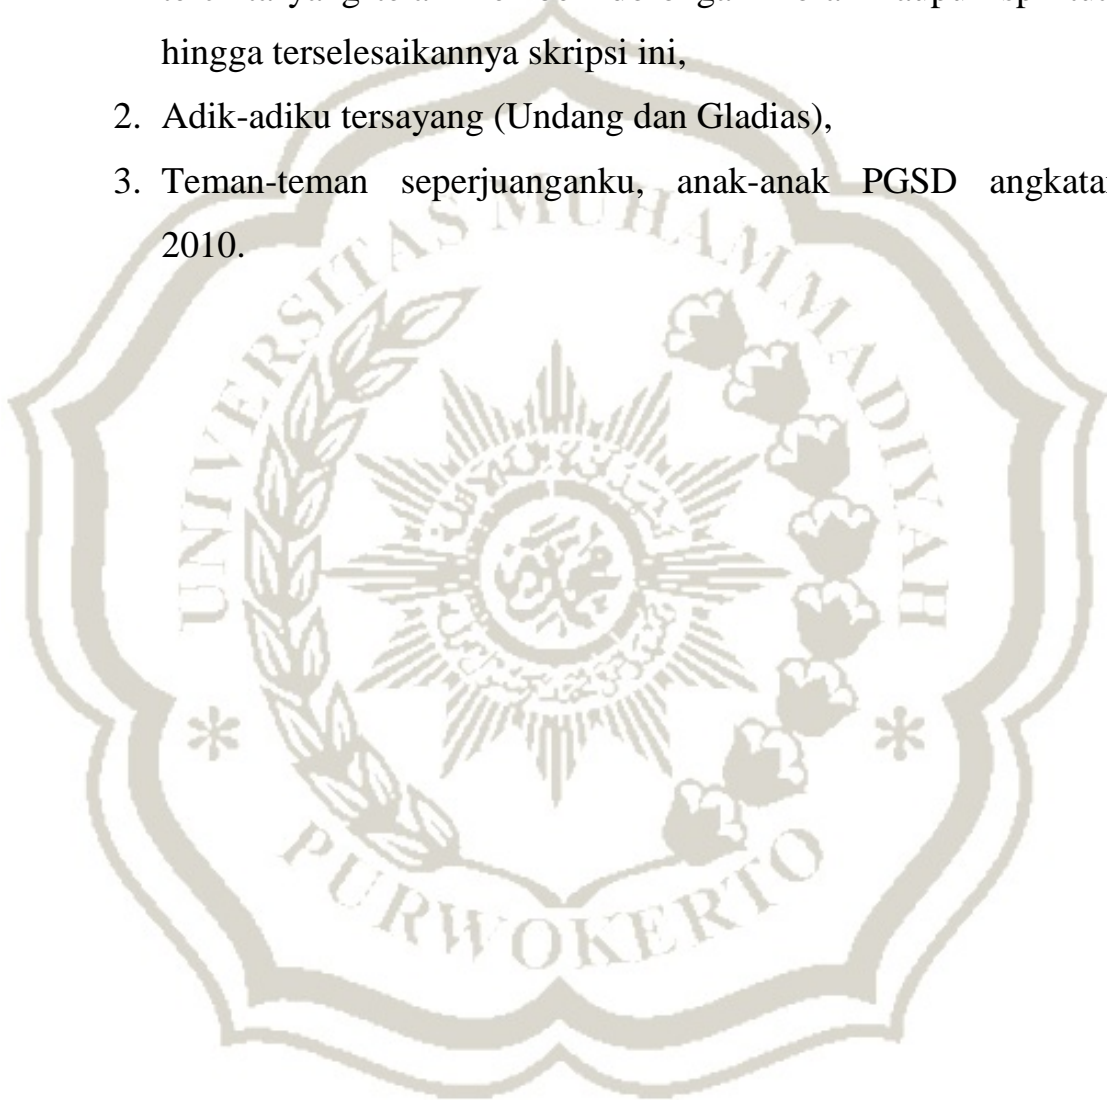 yang
hingga terselesaikannya skripsi ini,
2. Adik-adiku tersayang (Undang dan Gladias),
3. Teman-teman seperjuanganku, anak-anak PGSD angkatan
2010.
UNIVERSITAS MUHAMMADIYAH
PURWOKERTO